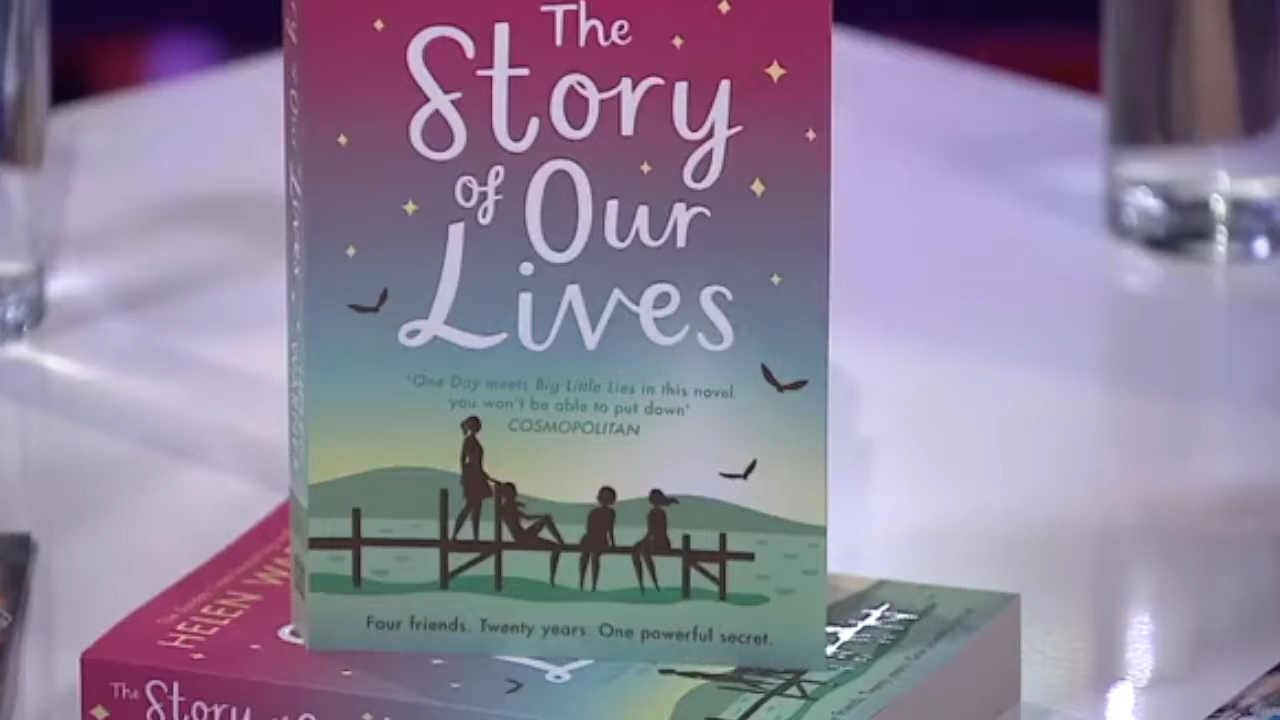 The
Story
of Our
Lives
'One Day meets Big Little Lies in this novel
you won't be able to put down'
COSMOPOLITAN
Four friends. Twenty years. One powerful secret.
HELEN WA
The
Story